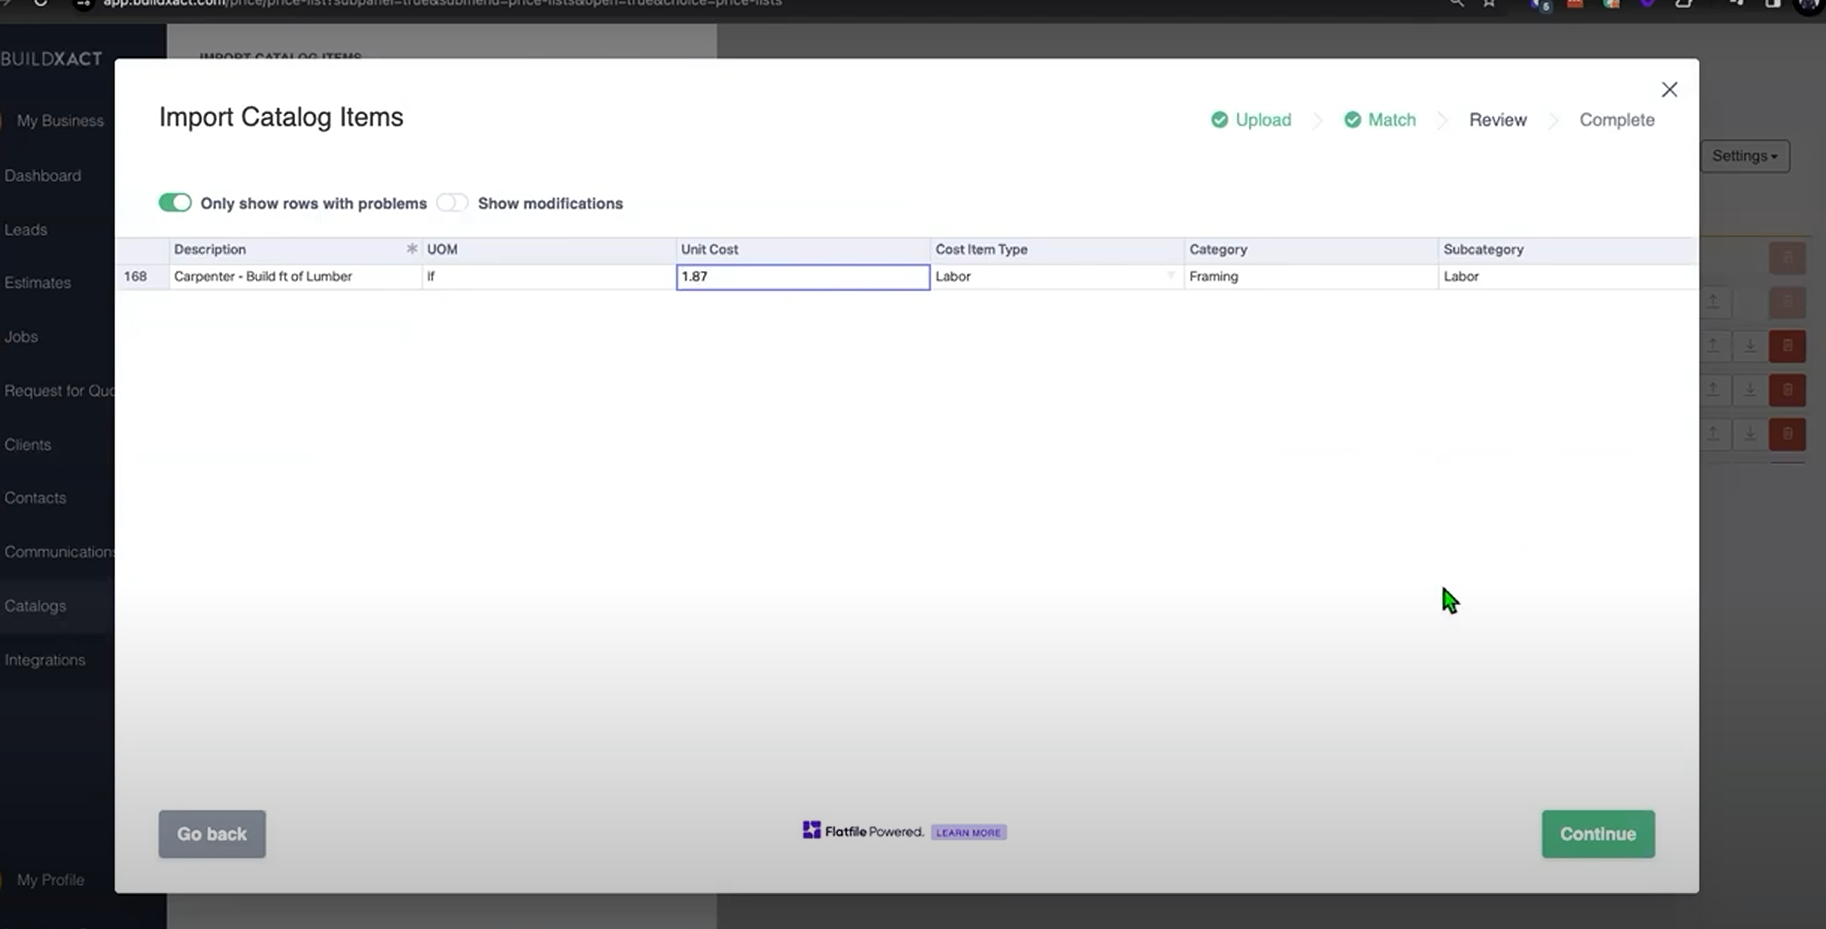 app.buildxact.com/price/price-list?subpanel=true&submenu=price-lists&open=true&choice=price-lists
5
BUILDXACT
IMPORT CATALOG ITEMS
Import Catalog Items
Upload
Match
Review
Complete
My Business
Settings
Dashboard
Only show rows with problems
Show modifications
Leads
Description * UOM Unit Cost Cost Item Type Category Subcategory
168 Carpenter - Build ft of Lumber lf 1.87 Labor Framing Labor
Estimates
Jobs
Request for Quo
Clients
Contacts
Communications
Catalogs
Integrations
Go back
Flatfile Powered. LEARN MORE
Continue
My Profile